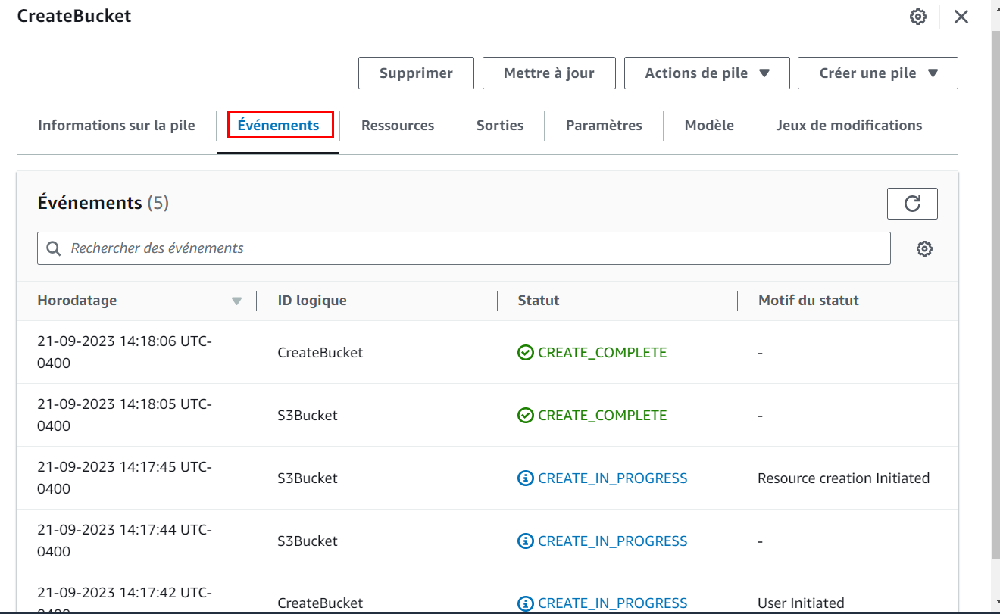 CreateBucket
Supprimer Mettre à jour Actions de pile Créer une pile
Informations sur la pile Événements Ressources Sorties Paramètres Modèle Jeux de modifications
Événements (5)
Rechercher des événements
Horodatage ID logique Statut Motif du statut
21-09-2023 14:18:06 UTC-
0400
CreateBucket CREATE_COMPLETE -
21-09-2023 14:18:05 UTC-
0400
S3Bucket CREATE_COMPLETE -
21-09-2023 14:17:45 UTC-
0400
S3Bucket CREATE_IN_PROGRESS Resource creation Initiated
21-09-2023 14:17:44 UTC-
0400
S3Bucket CREATE_IN_PROGRESS -
21-09-2023 14:17:42 UTC-
0400
CreateBucket CREATE_IN_PROGRESS User Initiated